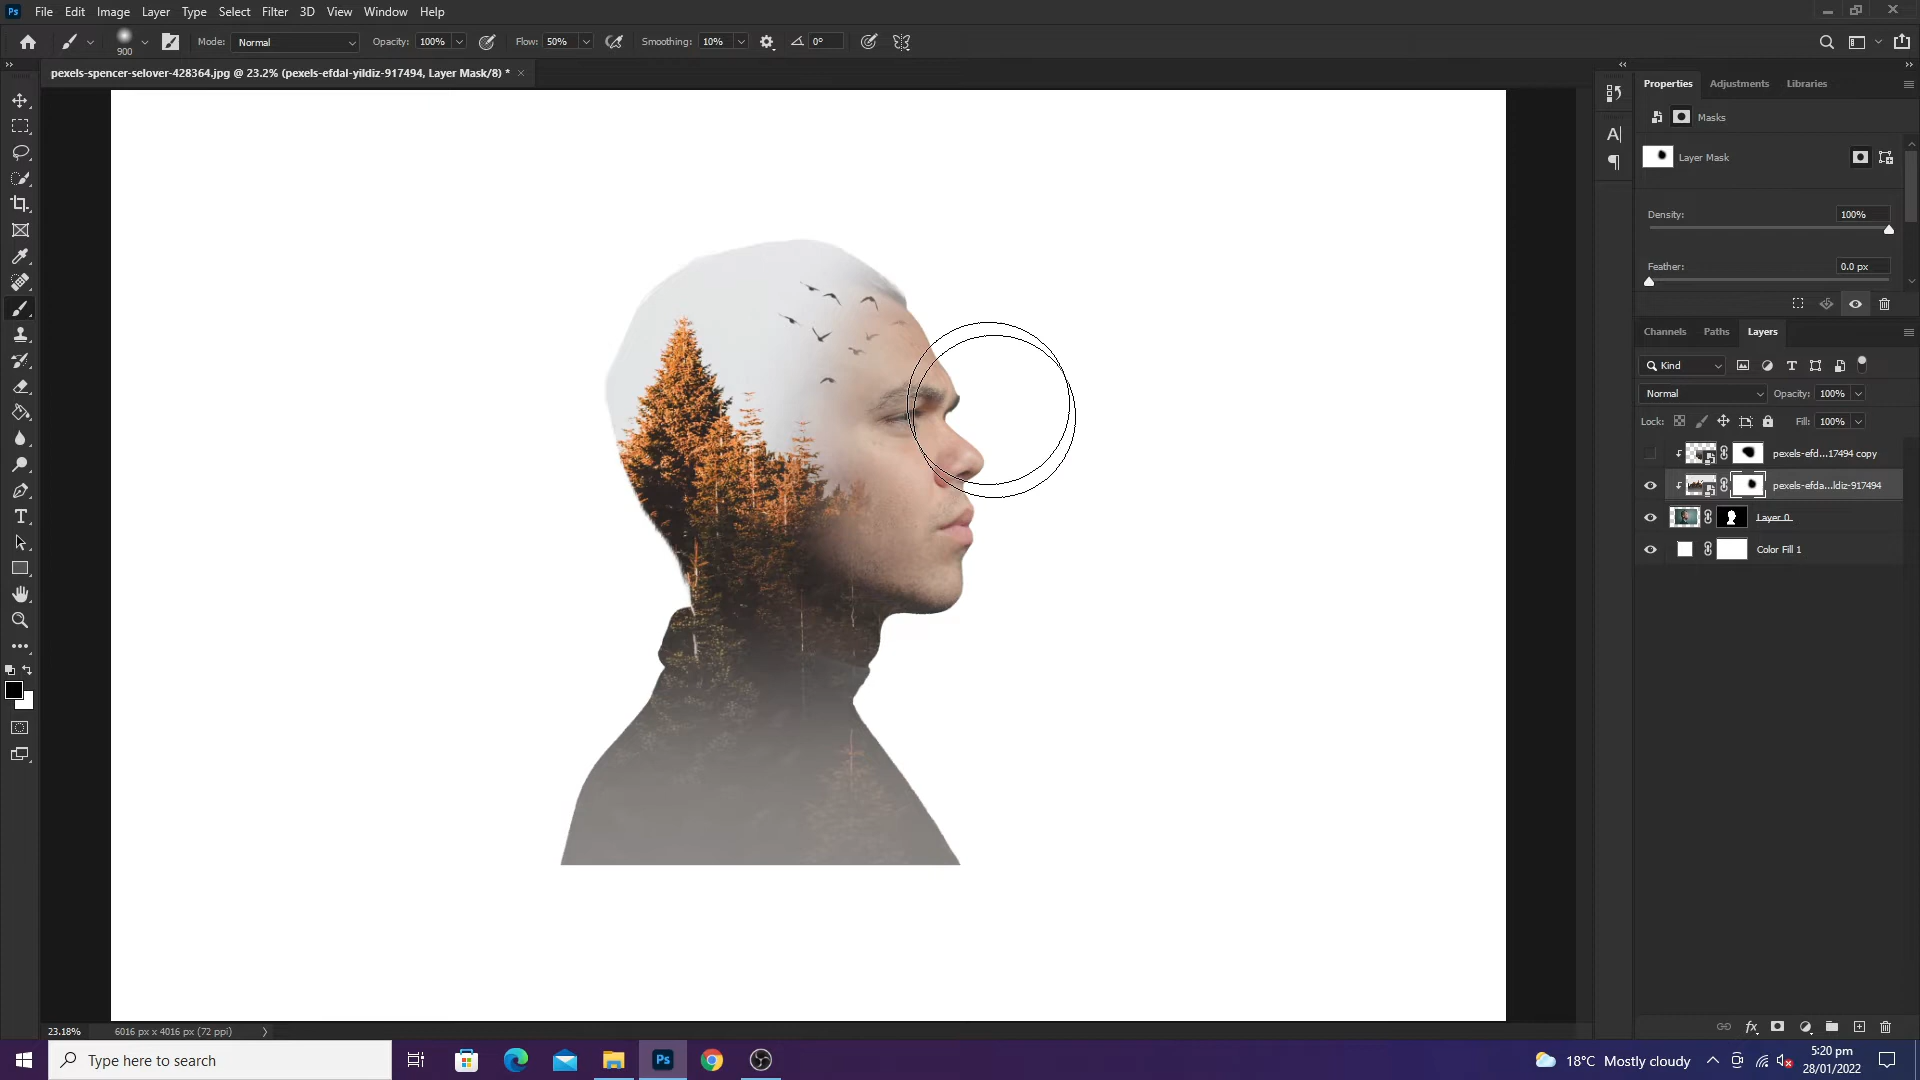 Ps File Edit Image Layer Type Select Filter 3D View Window Help
900 Mode: Normal Opacity: 100% Flow: 50% Smoothing: 10% 0°
pexels-spencer-selover-428364.jpg @ 23.2% (pexels-efdal-yildiz-917494, Layer Mask/8) *
Properties Adjustments Libraries
Masks
Layer Mask
Density: 100%
Feather: 0.0 px
Channels Paths Layers
Kind
Normal Opacity: 100%
Lock: Fill: 100%
pexels-efd...17494 copy
pexels-efda...ldiz-917494
Layer 0
Color Fill 1
23.18% 6016 px x 4016 px (72 ppi)
Type here to search
Ps
18°C Mostly cloudy
5:20 pm
28/01/2022